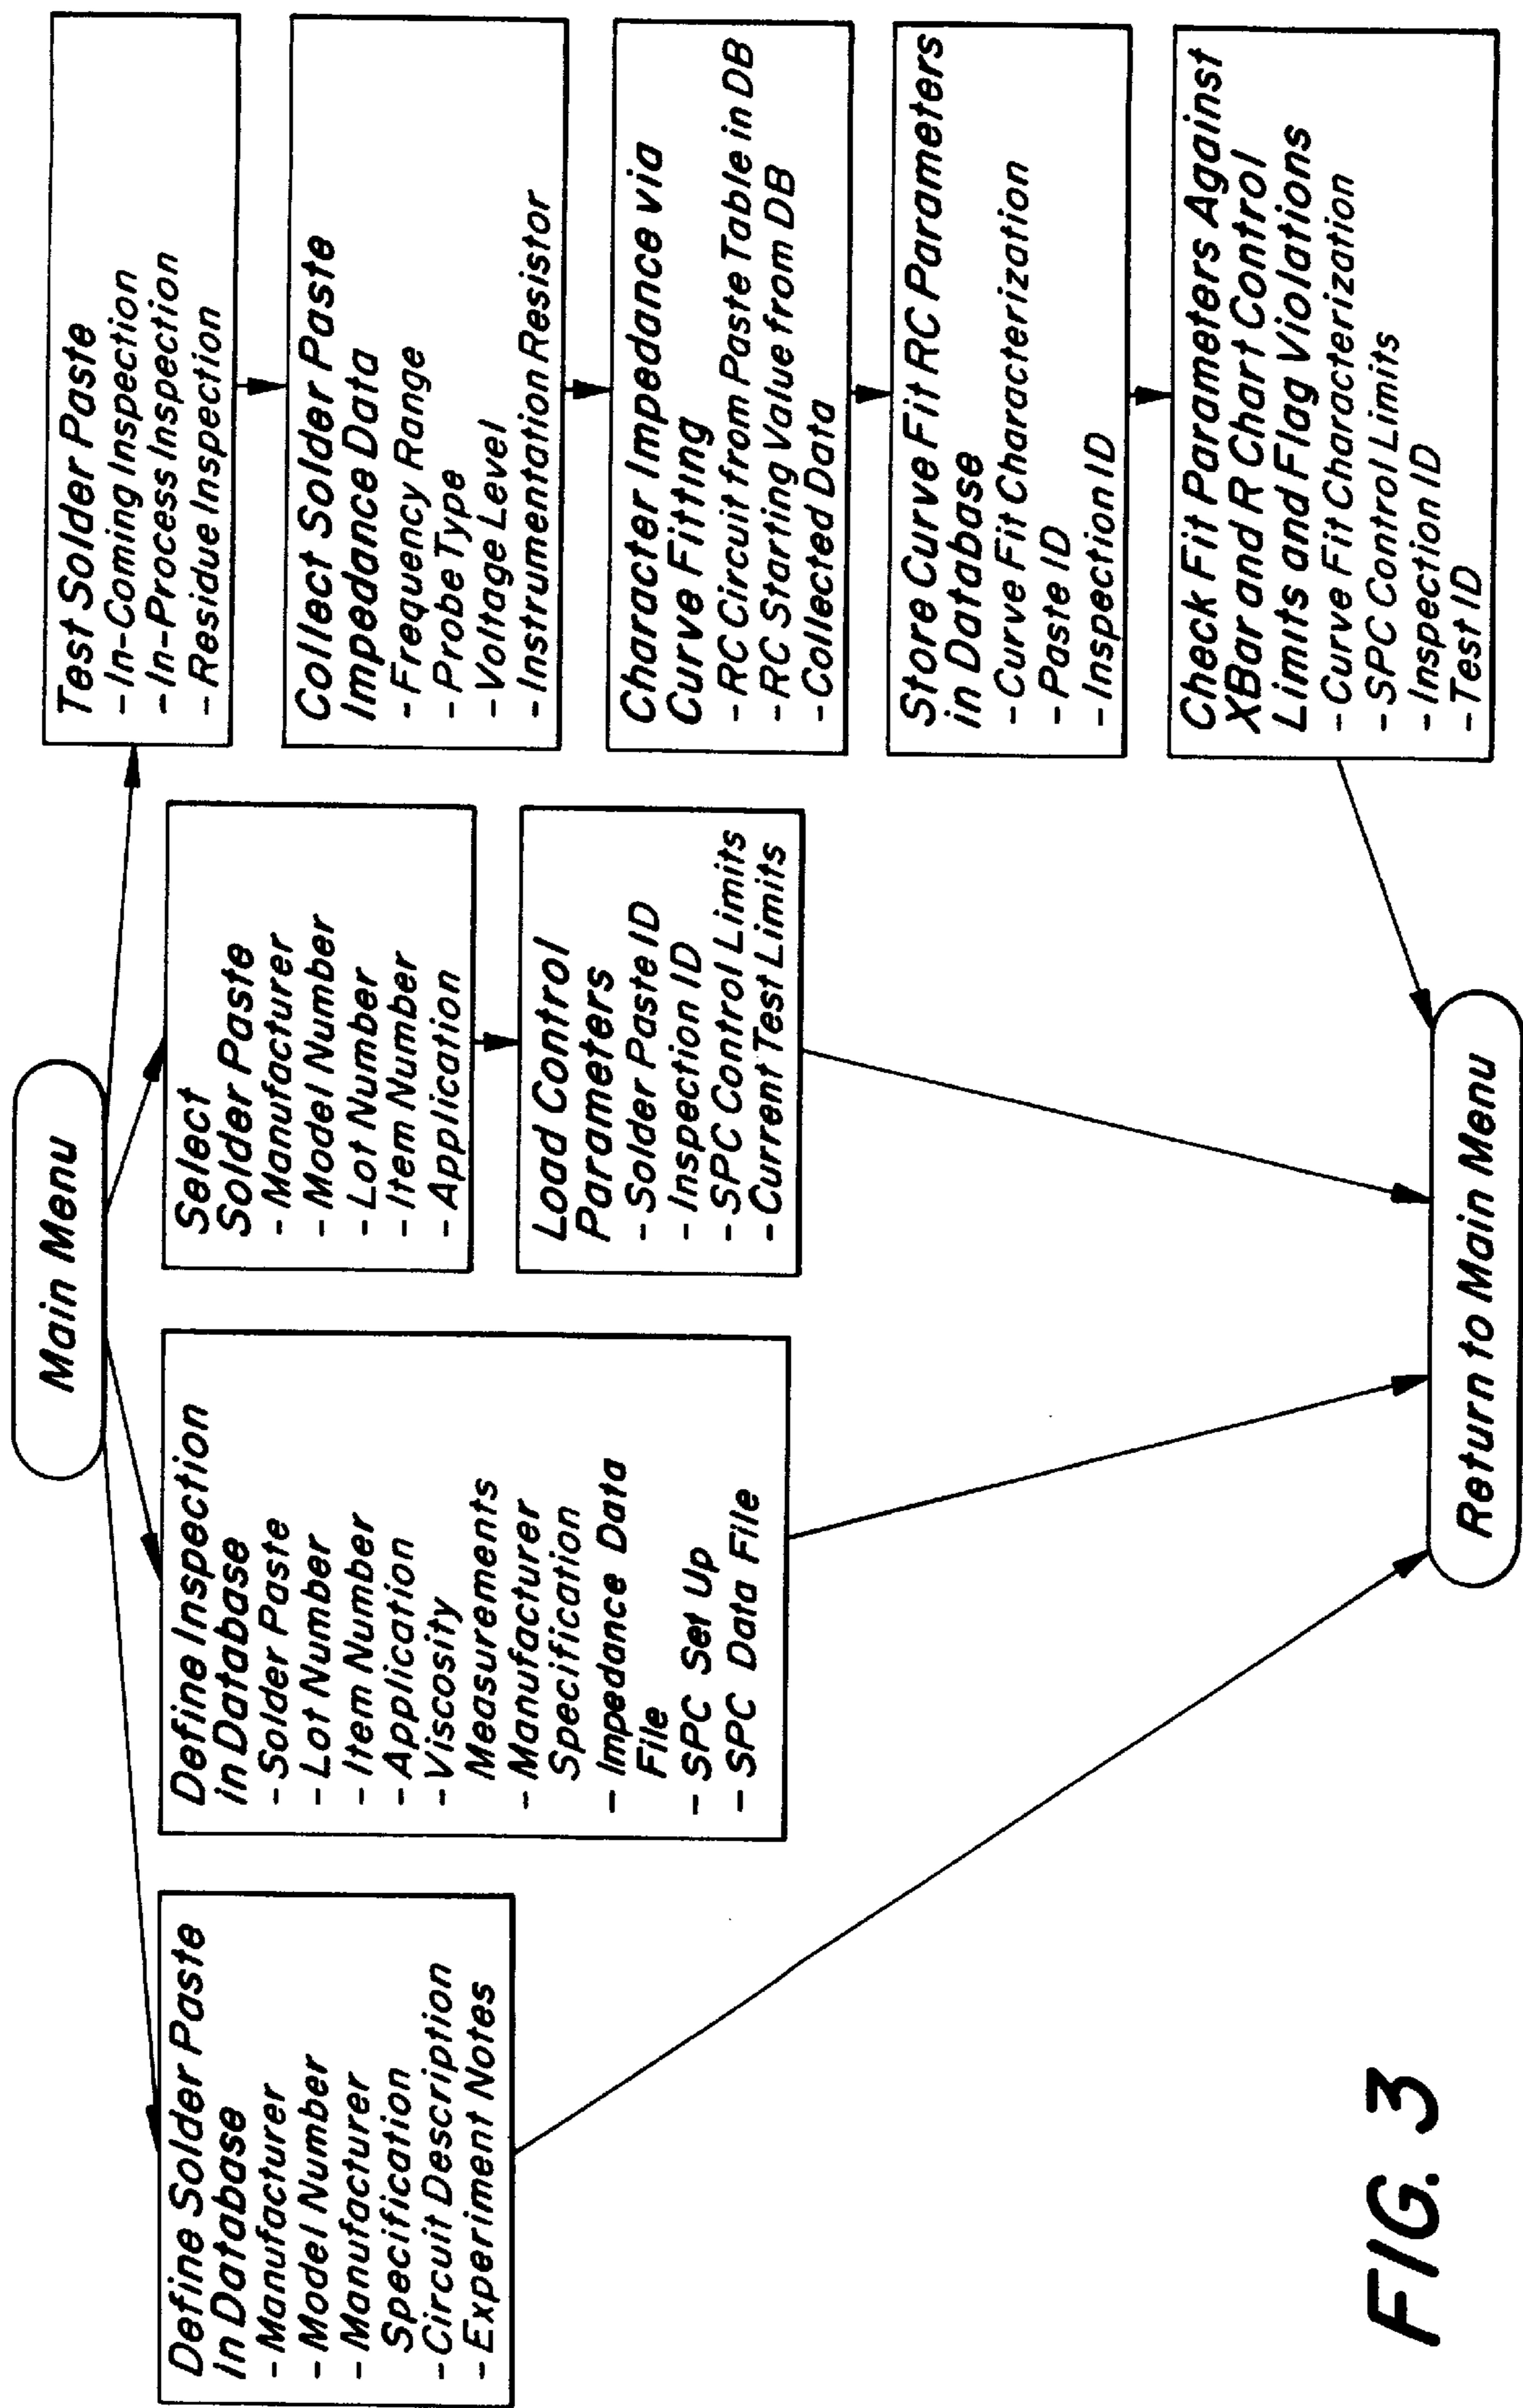 Main Menu
Define Solder Paste
in Database
- Manufacturer
- Model Number
- Manufacturer
Specification
- Circuit Description
- Experiment Notes
Define Inspection
in Database
- Solder Paste
- Lot Number
- Item Number
- Application
- Viscosity
Measurements
- Manufacturer
Specification
- Impedance Data
File
- SPC Set Up
- SPC Data File
Select
Solder Paste
- Manufacturer
- Model Number
- Lot Number
- Item Number
- Application
Load Control
Parameters
- Solder Paste ID
- Inspection ID
- SPC Control Limits
- Current Test Limits
Test Solder Paste
- In-Coming Inspection
- In-Process Inspection
- Residue Inspection
Collect Solder Paste
Impedance Data
- Frequency Range
- Probe Type
- Voltage Level
- Instrumentation Resistor
Character Impedance via
Curve Fitting
- RC Circuit from Paste Table in DB
- RC Starting Value from DB
- Collected Data
Store Curve Fit RC Parameters
in Database
- Curve Fit Characterization
- Paste ID
- Inspection ID
Check Fit Parameters Against
XBar and R Chart Control
Limits and Flag Violations
- Curve Fit Characterization
- SPC Control Limits
- Inspection ID
- Test ID
Return to Main Menu
FIG. 3